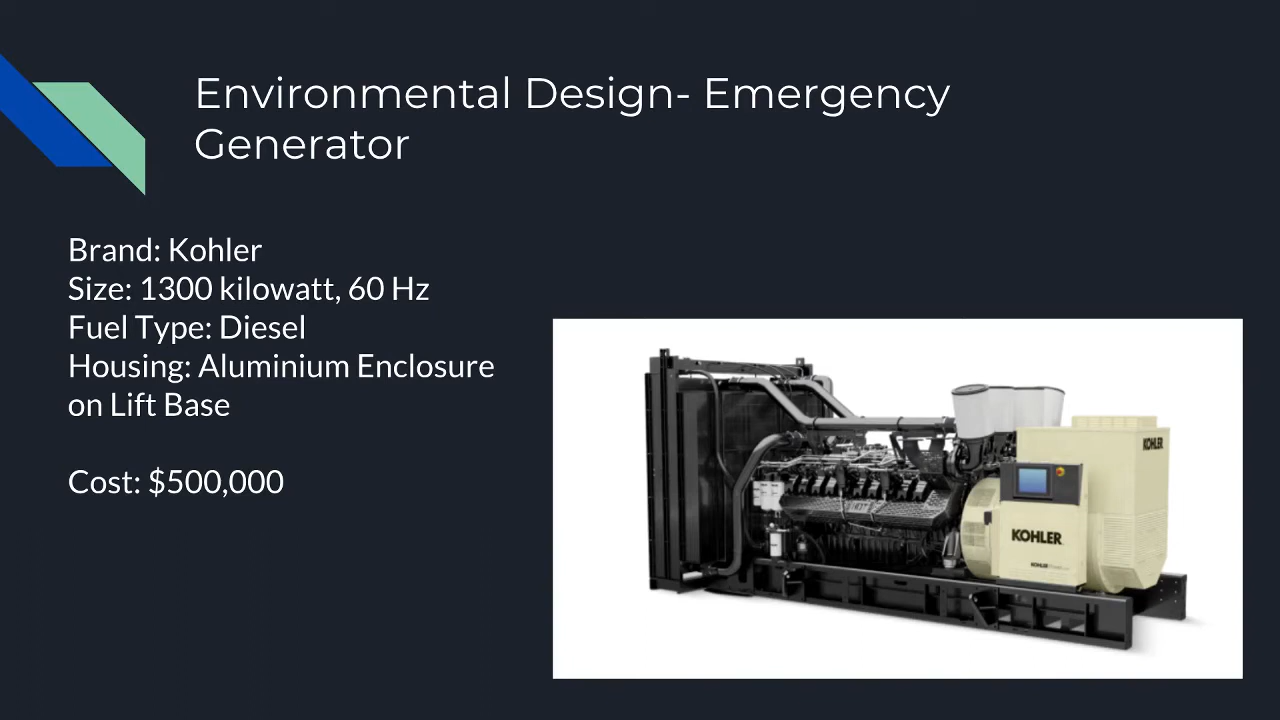 Environmental Design- Emergency
Generator
Brand: Kohler
Size: 1300 kilowatt, 60 Hz
Fuel Type: Diesel
Housing: Aluminium Enclosure
on Lift Base
Cost: $500,000
KOHLER
KOHLER